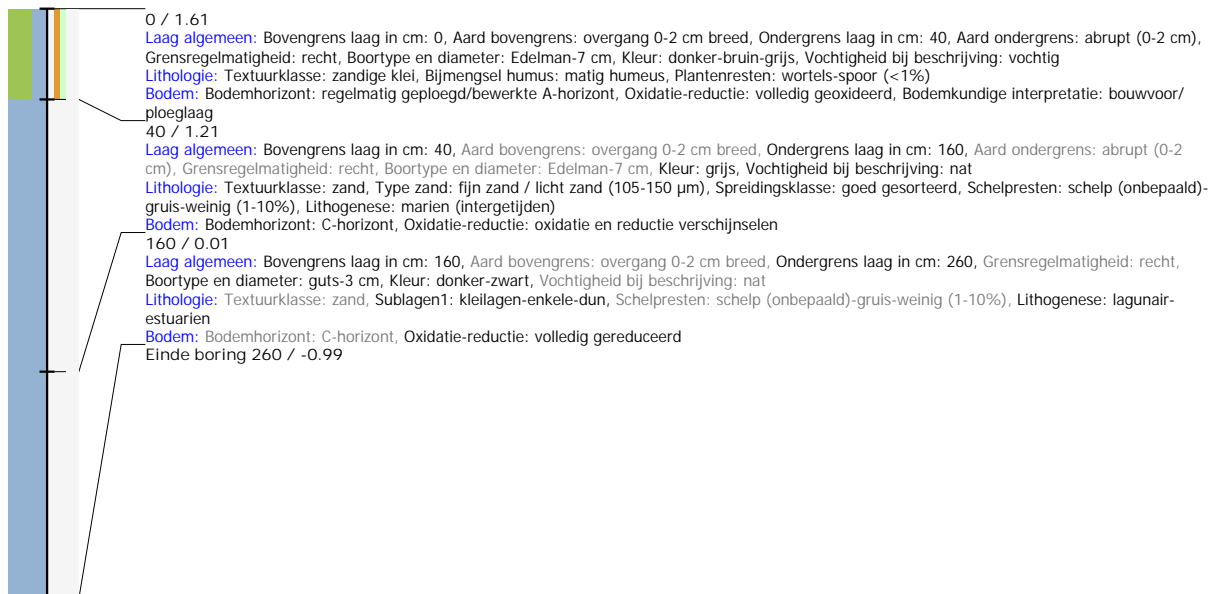 0 / 1.61
Laag algemeen: Bovengrens laag in cm: 0, Aard bovengrens: overgang 0-2 cm breed, Ondergrens laag in cm: 40, Aard ondergrens: abrupt (0-2 cm),
Grensregelmatigheid: recht, Boortype en diameter: Edelman-7 cm, Kleur: donker-bruin-grijs, Vochtigheid bij beschrijving: vochtig
Lithologie: Textuurklasse: zandige klei, Bijmengsel humus: matig humeus, Plantenresten: wortels-spoor (<1%)
Bodem: Bodemhorizont: regelmatig geploegd/bewerkte A-horizont, Oxidatie-reductie: volledig geoxideerd, Bodemkundige interpretatie: bouwvoor/
ploeglaag
40 / 1.21
Laag algemeen: Bovengrens laag in cm: 40, Aard bovengrens: overgang 0-2 cm breed, Ondergrens laag in cm: 160, Aard ondergrens: abrupt (0-2
cm), Grensregelmatigheid: recht, Boortype en diameter: Edelman-7 cm, Kleur: grijs, Vochtigheid bij beschrijving: nat
Lithologie: Textuurklasse: zand, Type zand: fijn zand / licht zand (105-150 µm), Spreidingsklasse: goed gesorteerd, Schelpresten: schelp (onbepaald)-
gruis-weinig (1-10%), Lithogenese: marien (intergetijden)
Bodem: Bodemhorizont: C-horizont, Oxidatie-reductie: oxidatie en reductie verschijnselen
160 / 0.01
Laag algemeen: Bovengrens laag in cm: 160, Aard bovengrens: overgang 0-2 cm breed, Ondergrens laag in cm: 260, Grensregelmatigheid: recht,
Boortype en diameter: guts-3 cm, Kleur: donker-zwart, Vochtigheid bij beschrijving: nat
Lithologie: Textuurklasse: zand, Sublagen1: kleilagen-enkele-dun, Schelpresten: schelp (onbepaald)-gruis-weinig (1-10%), Lithogenese: lagunair-
estuarien
Bodem: Bodemhorizont: C-horizont, Oxidatie-reductie: volledig gereduceerd
Einde boring 260 / -0.99